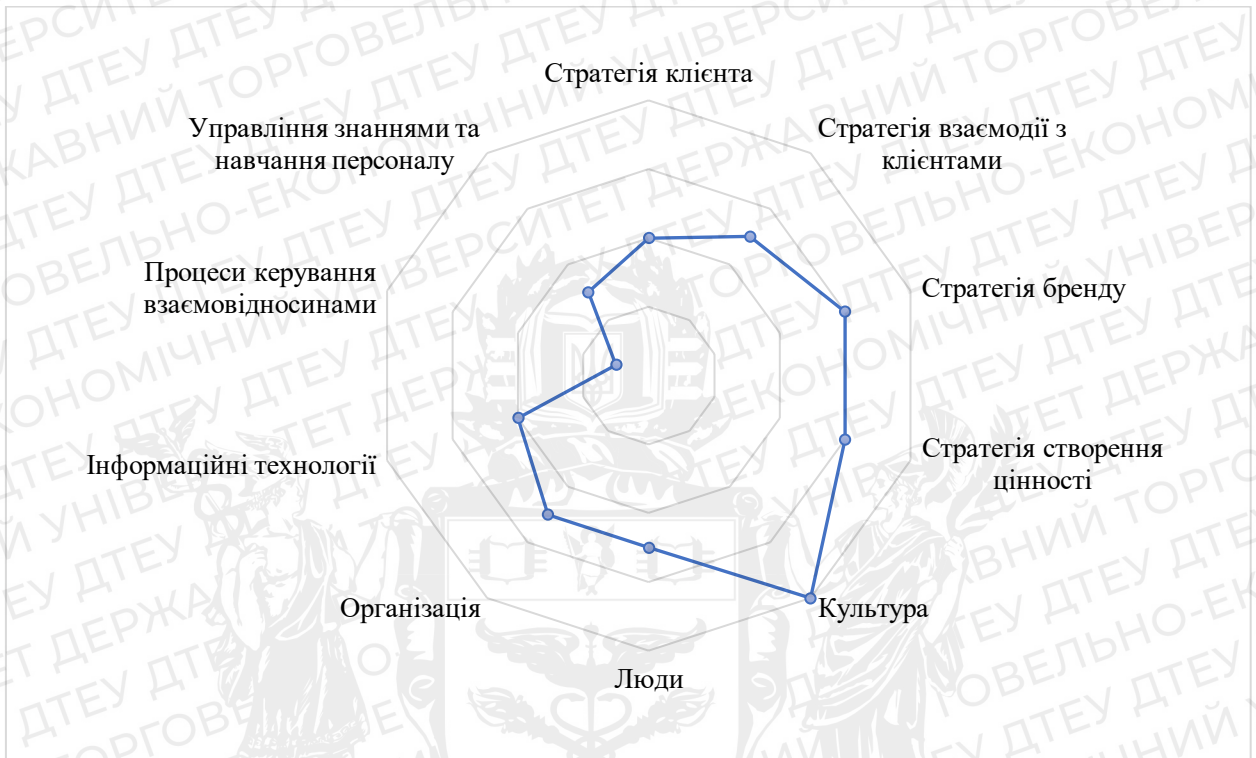 Стратегія клієнта
Стратегія взаємодії з
клієнтами
Стратегія бренду
Стратегія створення
цінності
Культура
Люди
Організація
Інформаційні технології
Процеси керування
взаємовідносинами
Управління знаннями та
навчання персоналу